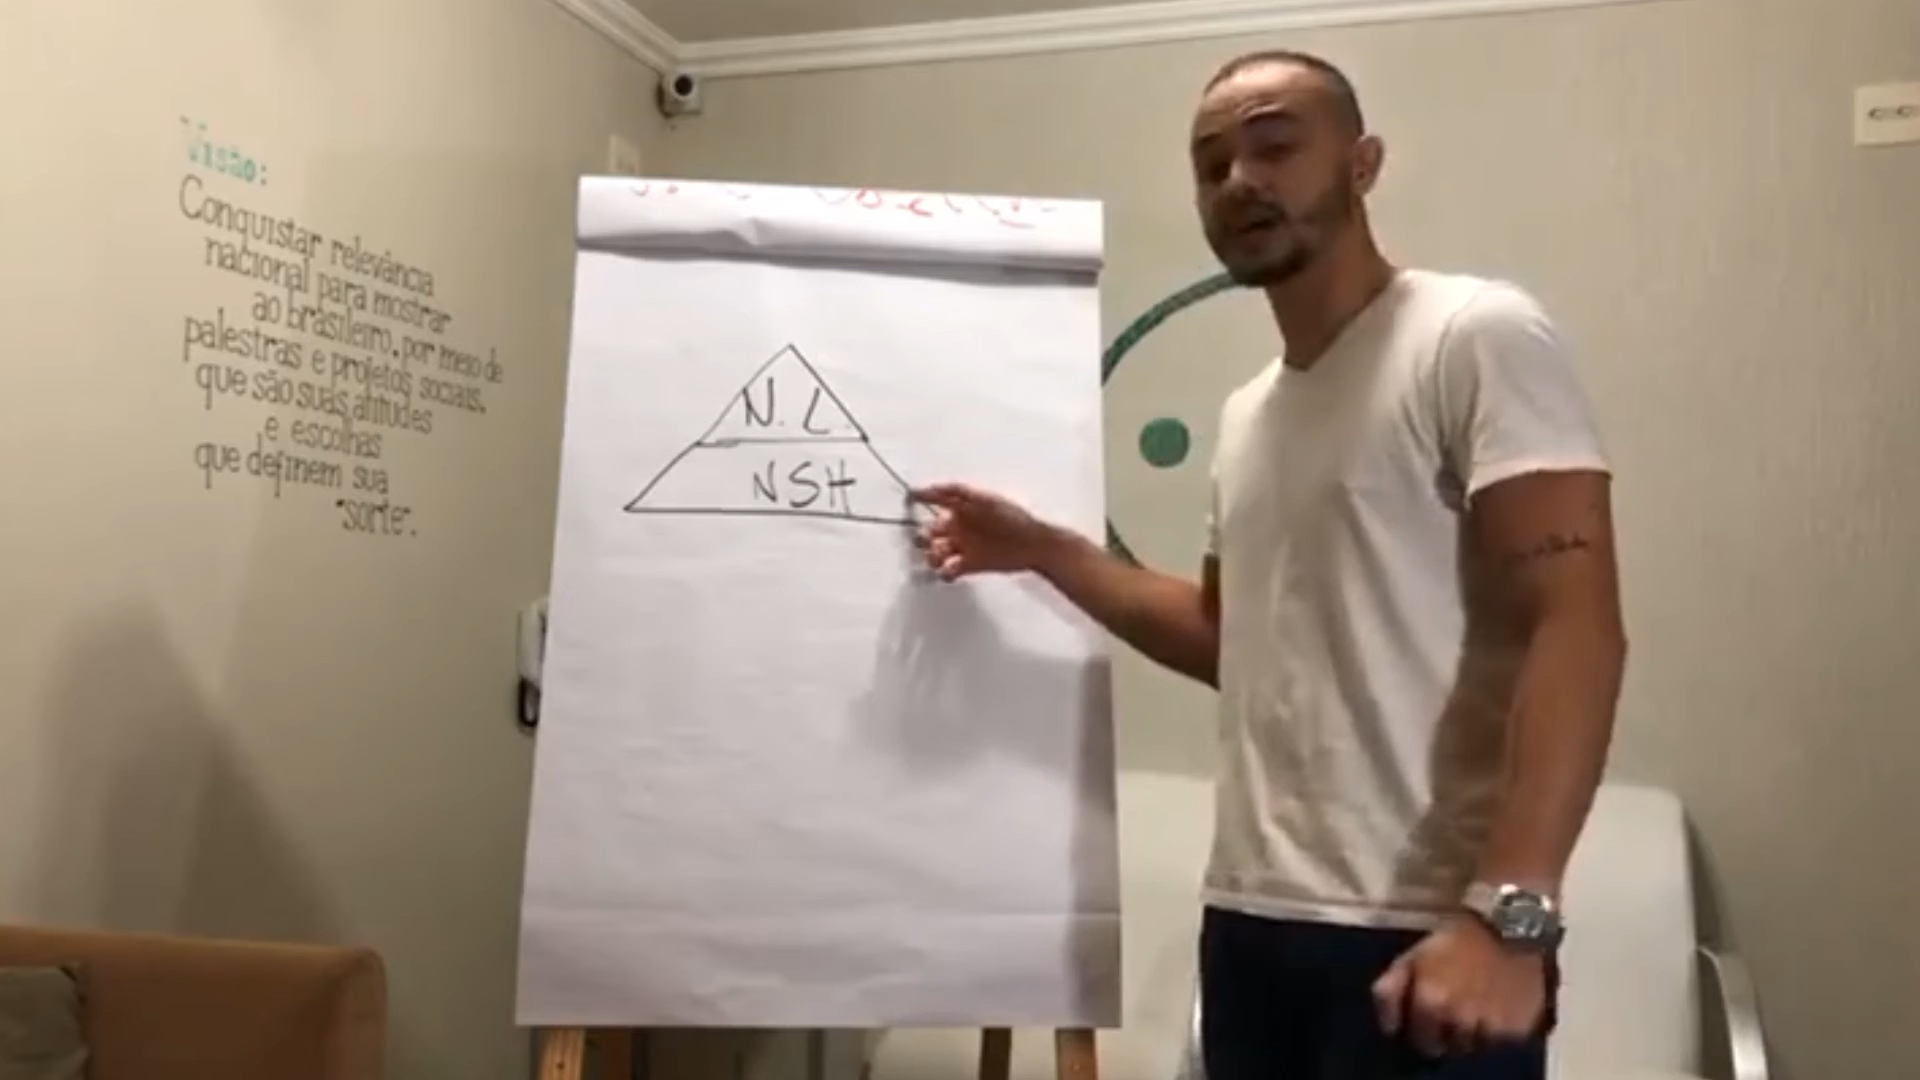 Visão:
Conquistar relevância
nacional para mostrar
ao brasileiro, por meio de
palestras e projetos sociais,
que são suas atitudes
e escolhas
que definem sua
"sorte".
N. L.
NSH